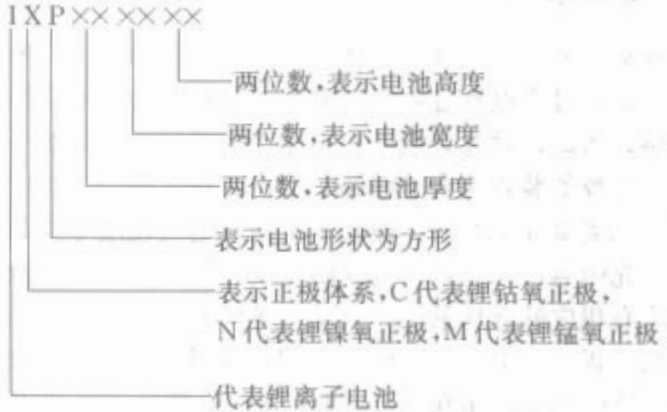 IXP×× ×× ××
两位数,表示电池高度
两位数,表示电池宽度
两位数,表示电池厚度
表示电池形状为方形
表示正极体系,C代表锂钴氧正极,
N代表锂镍氧正极,M代表锂锰氧正极
代表锂离子电池